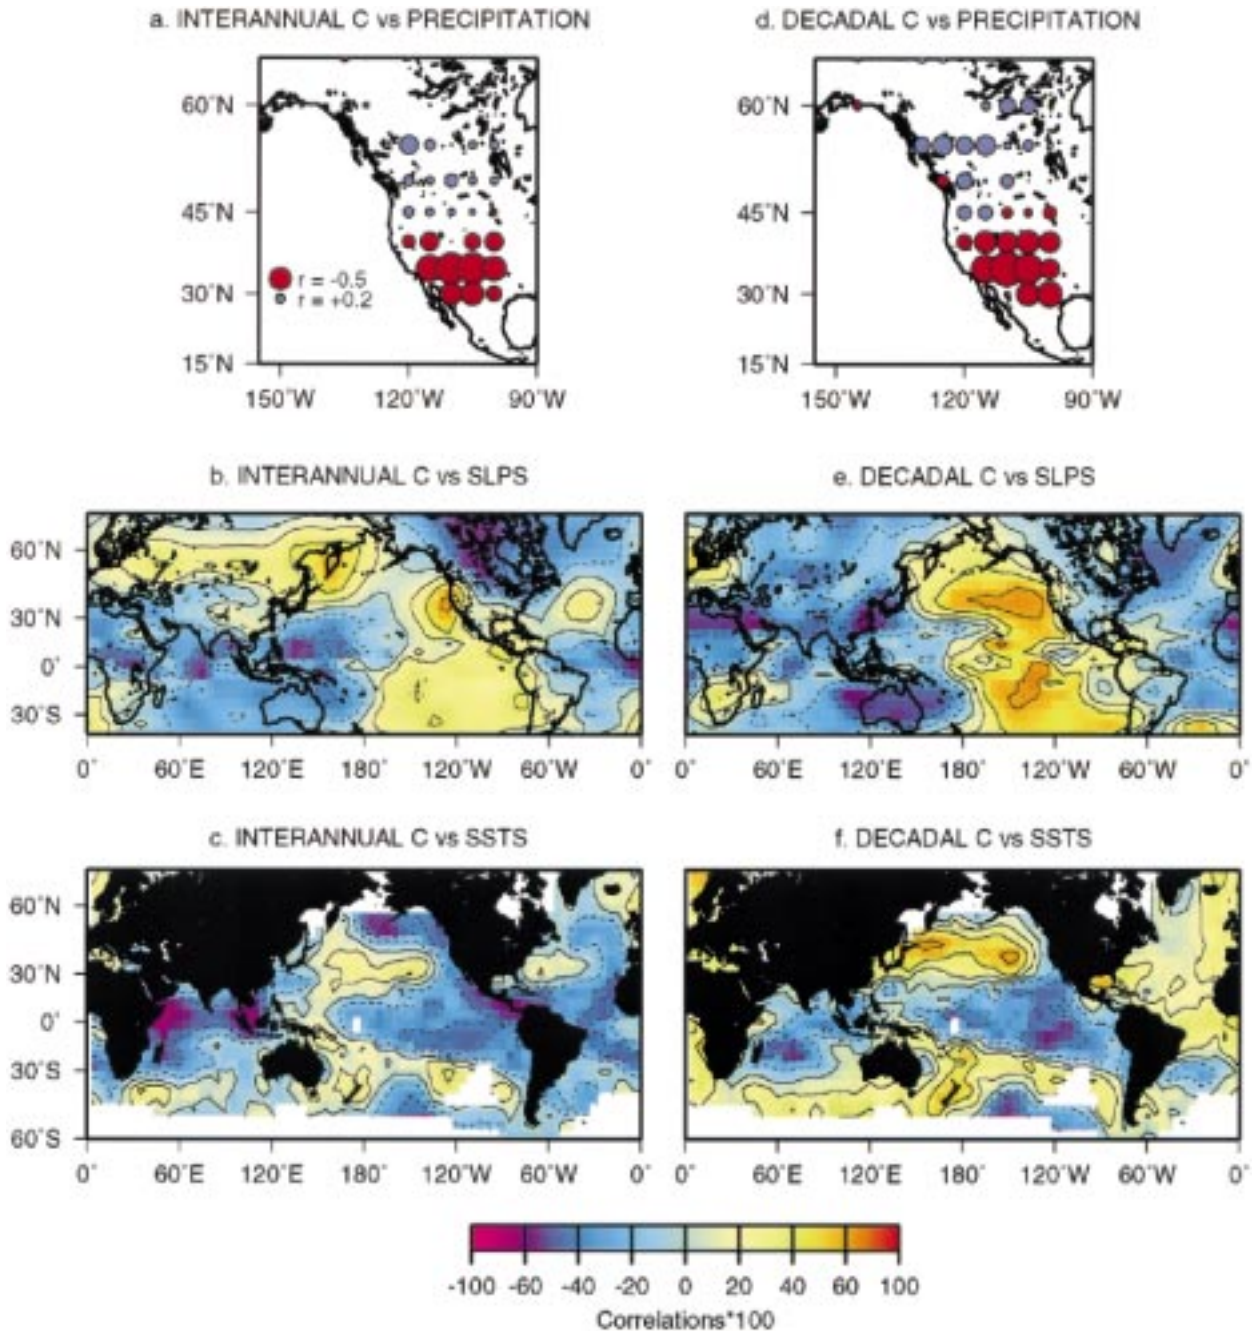 a. INTERANNUAL C vs PRECIPITATION
60°N
45°N
30°N
15°N
r = -0.5
r = +0.2
150°W 120°W 90°W
d. DECADAL C vs PRECIPITATION
60°N
45°N
30°N
15°N
150°W 120°W 90°W
b. INTERANNUAL C vs SLPS
60°N
30°N
0°
30°S
0° 60°E 120°E 180° 120°W 60°W 0°
e. DECADAL C vs SLPS
0° 60°E 120°E 180° 120°W 60°W 0°
c. INTERANNUAL C vs SSTS
60°N
30°N
0°
30°S
60°S
0° 60°E 120°E 180° 120°W 60°W 0°
f. DECADAL C vs SSTS
0° 60°E 120°E 180° 120°W 60°W 0°
-100 -60 -40 -20 0 20 40 60 100
Correlations*100